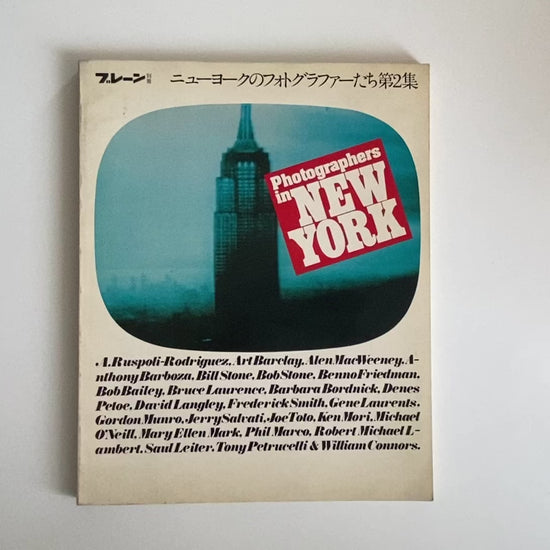 ブレーン別冊 ニューヨークのフォトグラファーたち第2集
Photographers
in NEW
YORK
A. Ruspoli-Rodriguez, Art Barclay, Alen MacWeeney, A-
nthony Barboza, Bill Stone, Bob Stone, Benno Friedman,
Bob Bailey, Bruce Laurence, Barbara Bordnick, Denes
Petoe, David Langley, Frederick Smith, Gene Laurents,
Gordon Munro, Jerry Salvati, Joe Toto, Ken Mori, Michael
O'Neill, Mary Ellen Mark, Phil Marco, Robert Michael L-
ambert, Saul Leiter, Tony Petrucelli & William Connors.